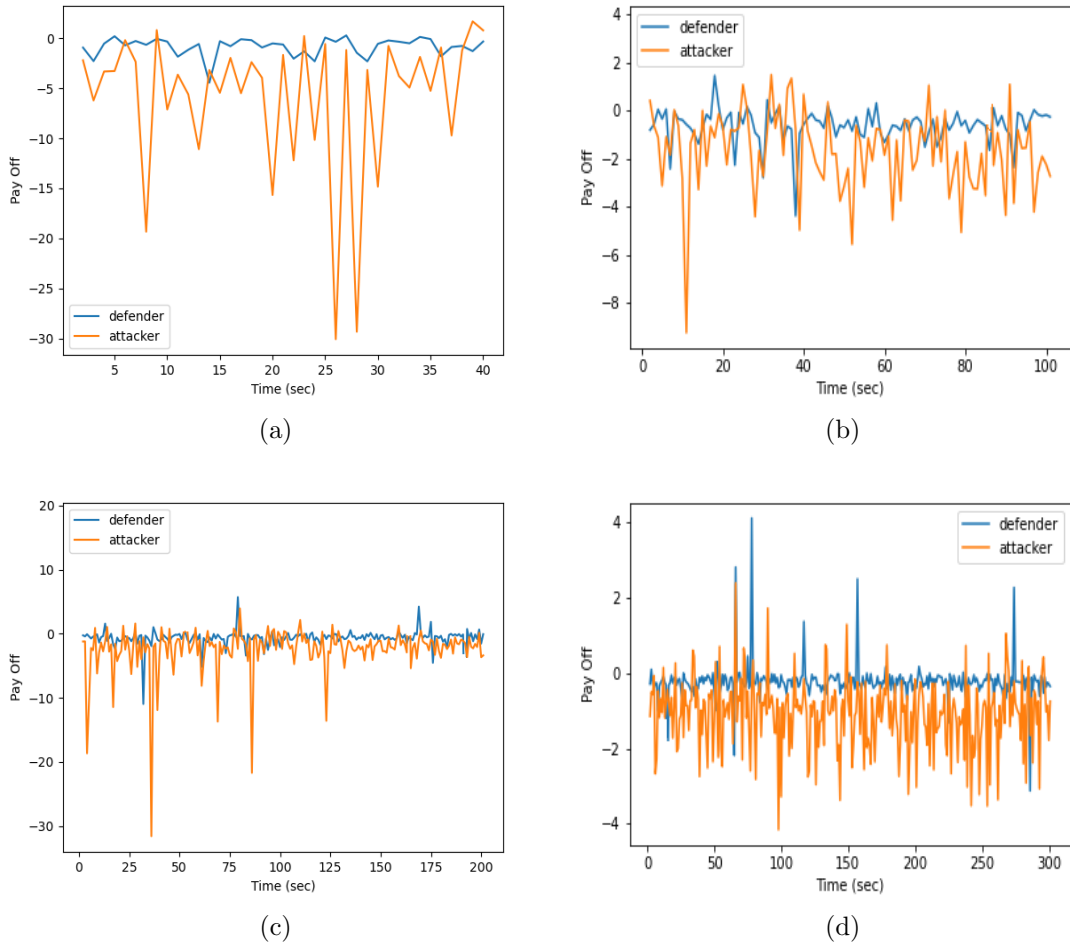 0
−5
−10
−15
−20
−25
−30
Pay Off
defender
attacker
5 10 15 20 25 30 35 40
Time (sec)
(a)
4
2
0
−2
−4
−6
−8
Pay Off
defender
attacker
0 20 40 60 80 100
Time (sec)
(b)
20
10
0
−10
−20
−30
Pay Off
defender
attacker
0 25 50 75 100 125 150 175 200
Time (sec)
(c)
4
2
0
−2
−4
Pay Off
defender
attacker
0 50 100 150 200 250 300
Time (sec)
(d)